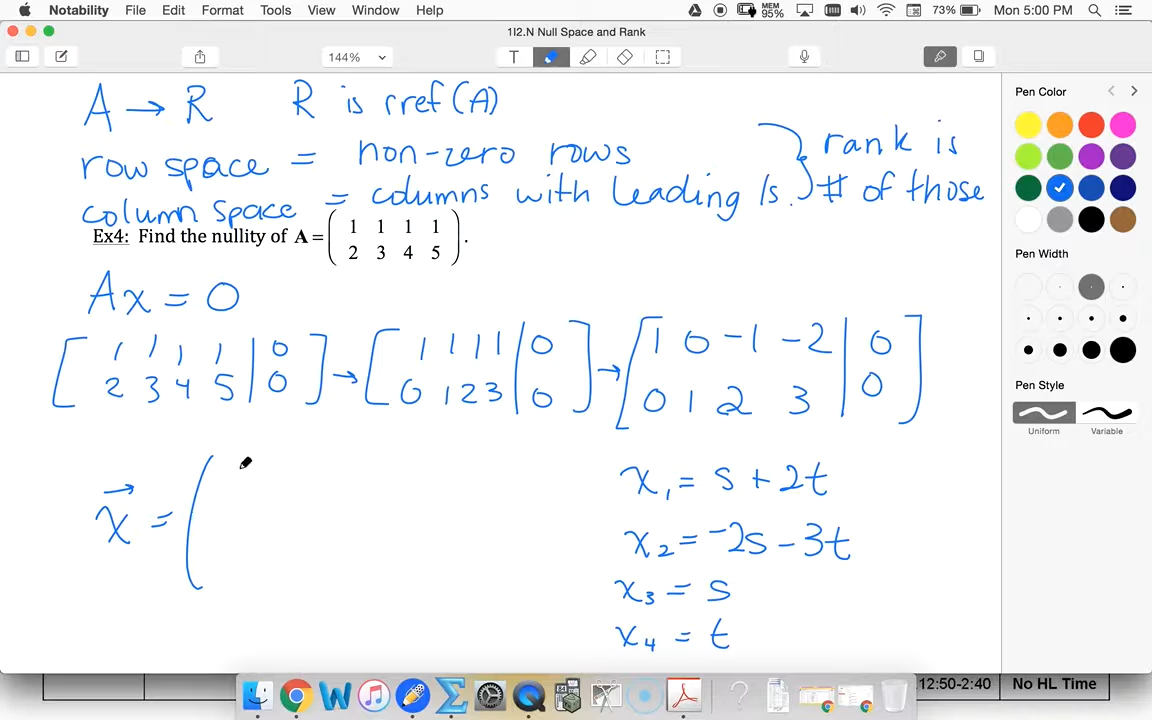 Notability File Edit Format Tools View Window Help MEM 95% 73% Mon 5:00 PM
1I2.N Null Space and Rank
144% T
A → R R is rref(A)
row space = non-zero rows
column space = columns with leading 1s.
} rank is
# of those
Ex4: Find the nullity of A = ( 1 1 1 1
2 3 4 5 ) .
Ax = 0
[ 1 1 1 1 | 0 ] → [ 1 1 1 1 | 0 ] → [ 1 0 -1 -2 | 0 ]
[ 2 3 4 5 | 0 ] [ 0 1 2 3 | 0 ] [ 0 1 2 3 | 0 ]
x⃗ = (
x₁ = s + 2t
x₂ = -2s - 3t
x₃ = s
x₄ = t
Pen Color
Pen Width
Pen Style
Uniform Variable
12:50-2:40 No HL Time